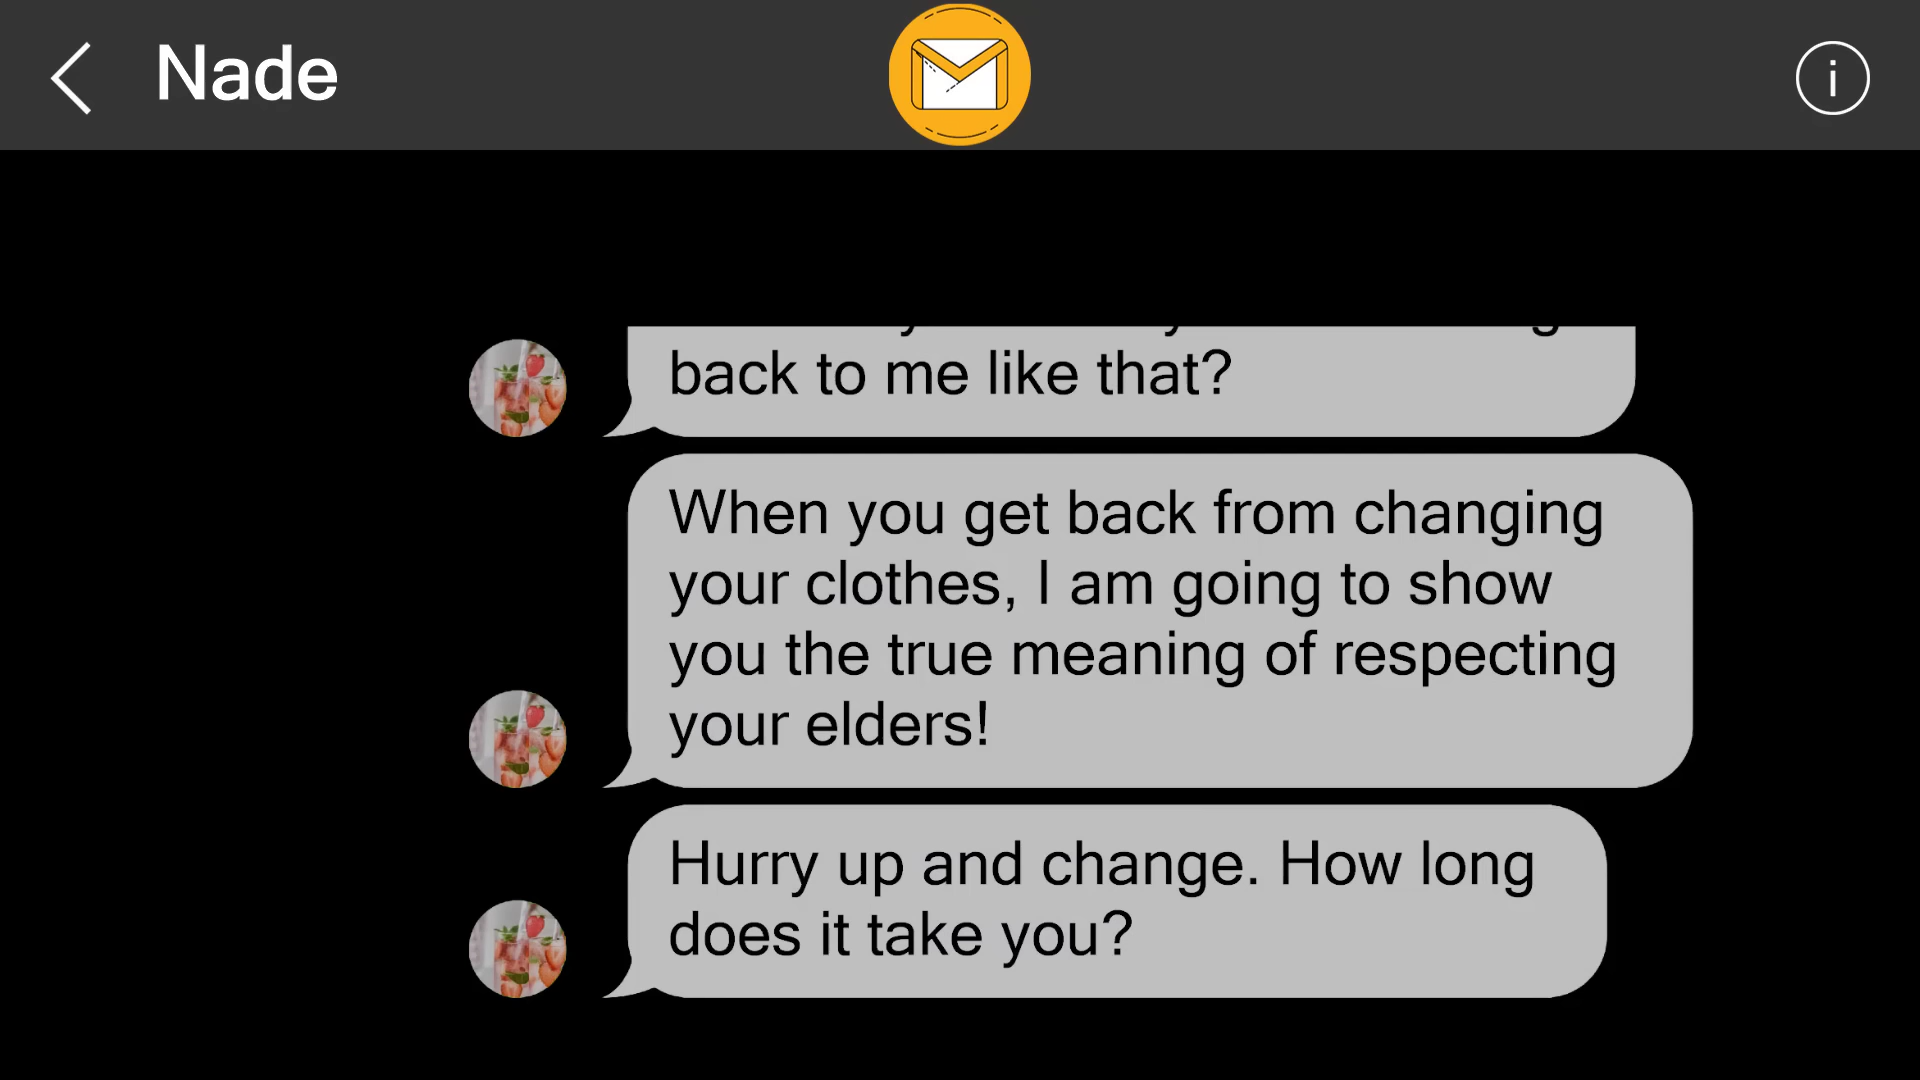 Nade
back to me like that?
When you get back from changing
your clothes, I am going to show
you the true meaning of respecting
your elders!
Hurry up and change. How long
does it take you?